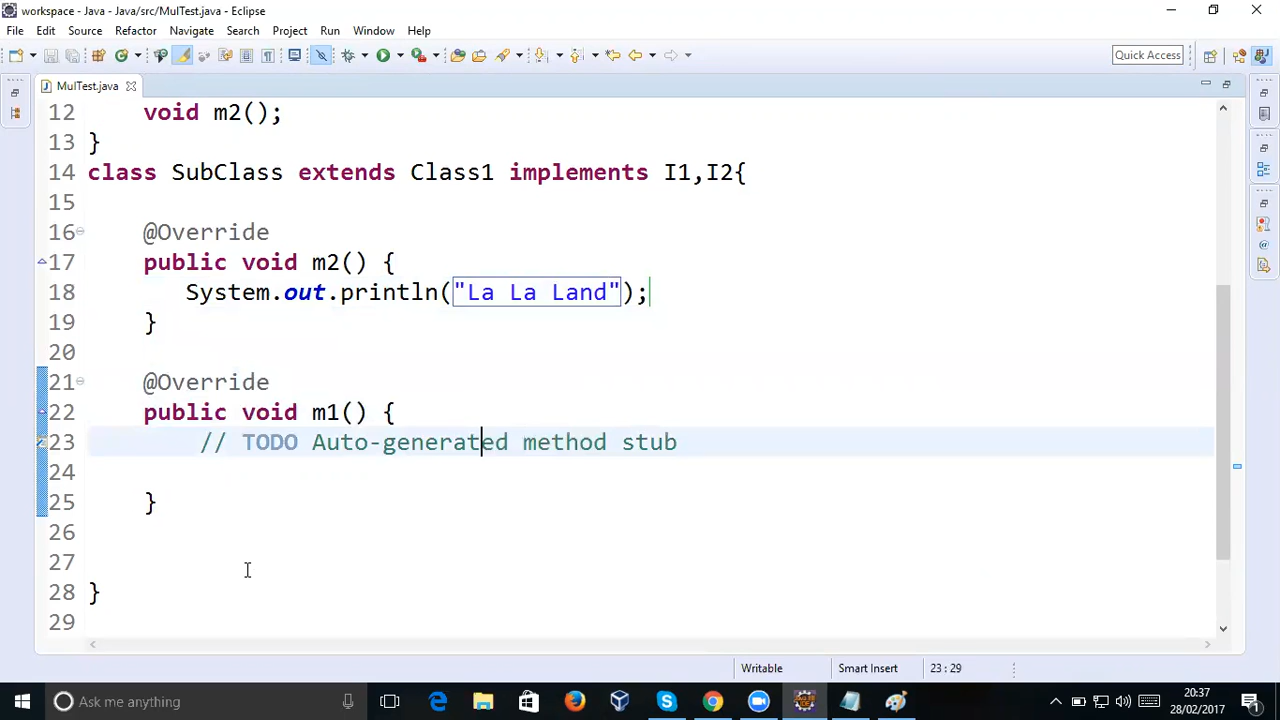 workspace - Java - Java/src/MulTest.java - Eclipse
File Edit Source Refactor Navigate Search Project Run Window Help
Quick Access
MulTest.java
12 void m2();
13 }
14 class SubClass extends Class1 implements I1,I2{
15
16 @Override
17 public void m2() {
18 System.out.println("La La Land");
19 }
20
21 @Override
22 public void m1() {
23 // TODO Auto-generated method stub
24
25 }
26
27
28 }
29
Writable Smart Insert 23 : 29
Ask me anything
20:37
28/02/2017